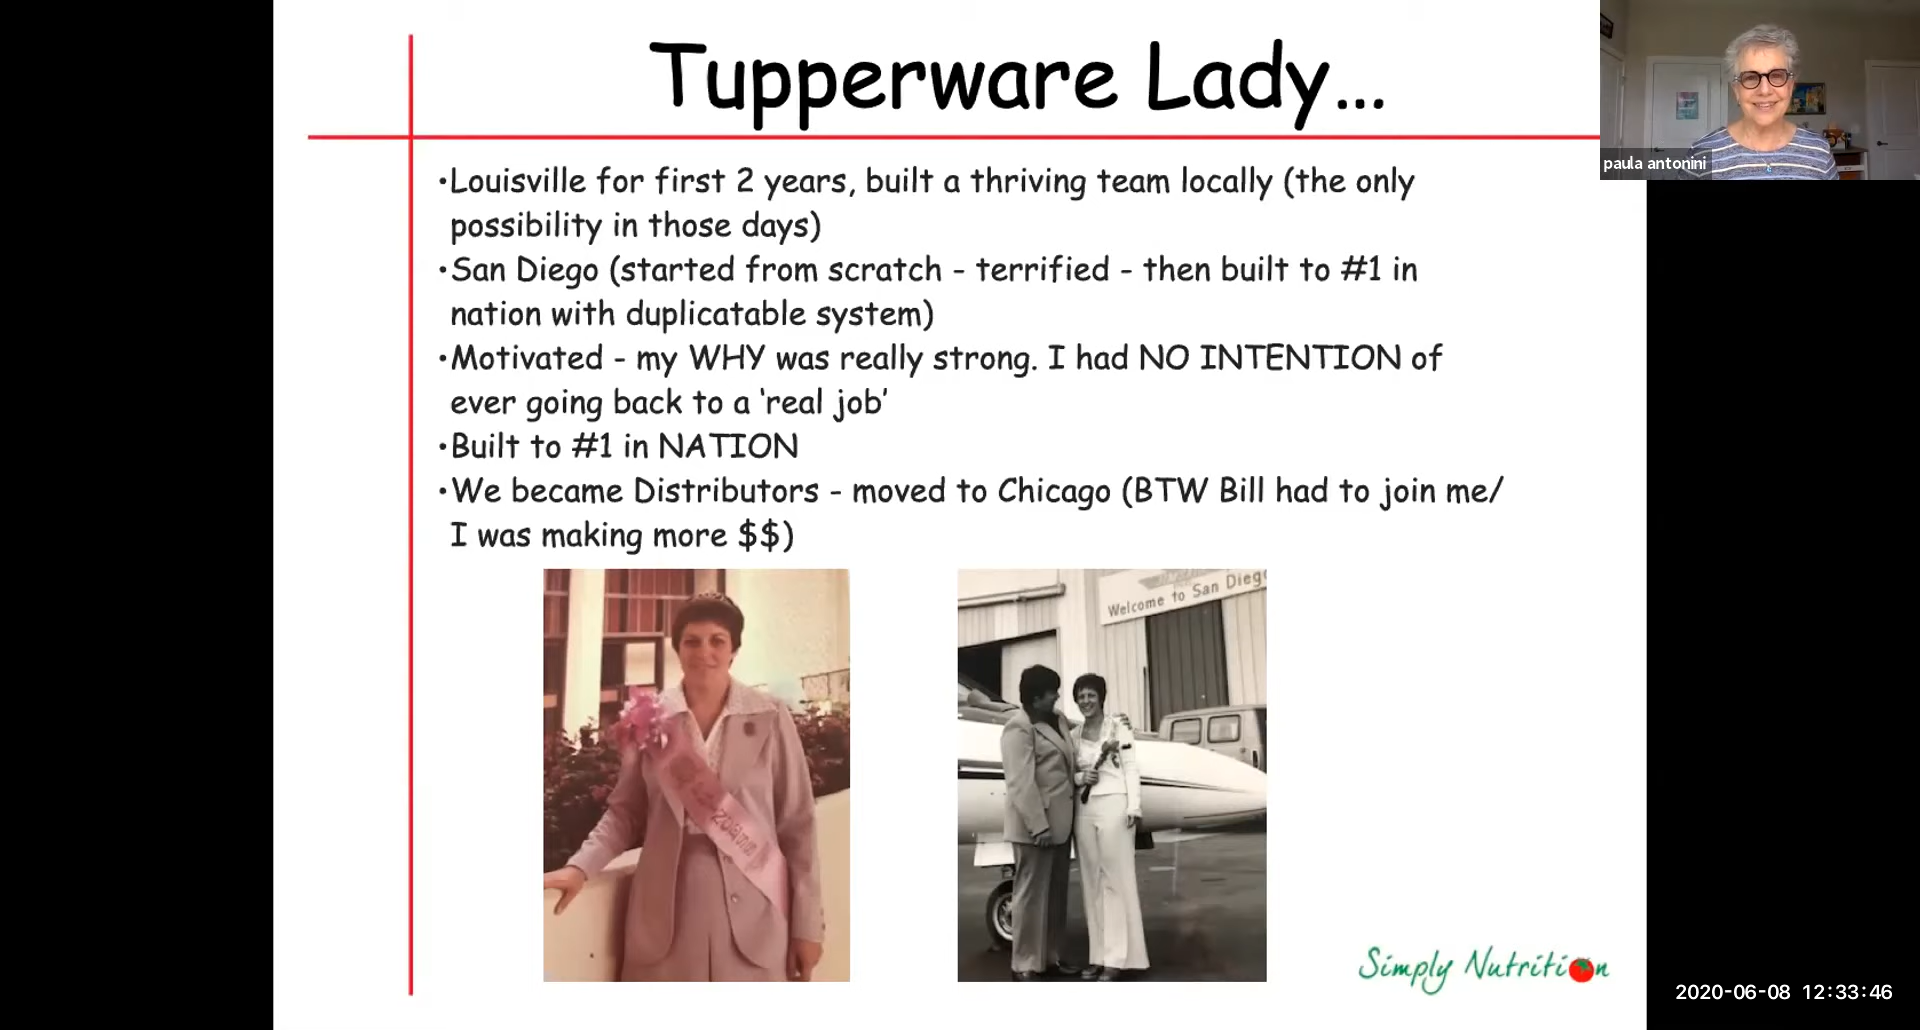 Tupperware Lady...
paula antonini
•Louisville for first 2 years, built a thriving team locally (the only
possibility in those days)
•San Diego (started from scratch - terrified - then built to #1 in
nation with duplicatable system)
•Motivated - my WHY was really strong. I had NO INTENTION of
ever going back to a ‘real job’
•Built to #1 in NATION
•We became Distributors - moved to Chicago (BTW Bill had to join me/
I was making more $$)
Welcome to San Diego
Simply Nutrition
2020-06-08 12:33:46